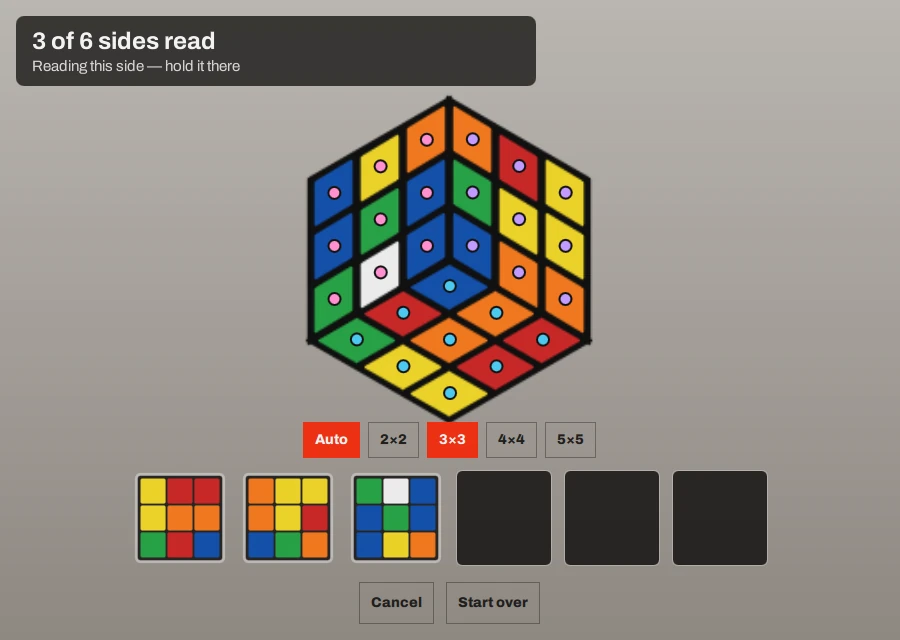 3 of 6 sides read
Reading this side — hold it there
Auto
2×2
3×3
4×4
5×5
Cancel
Start over